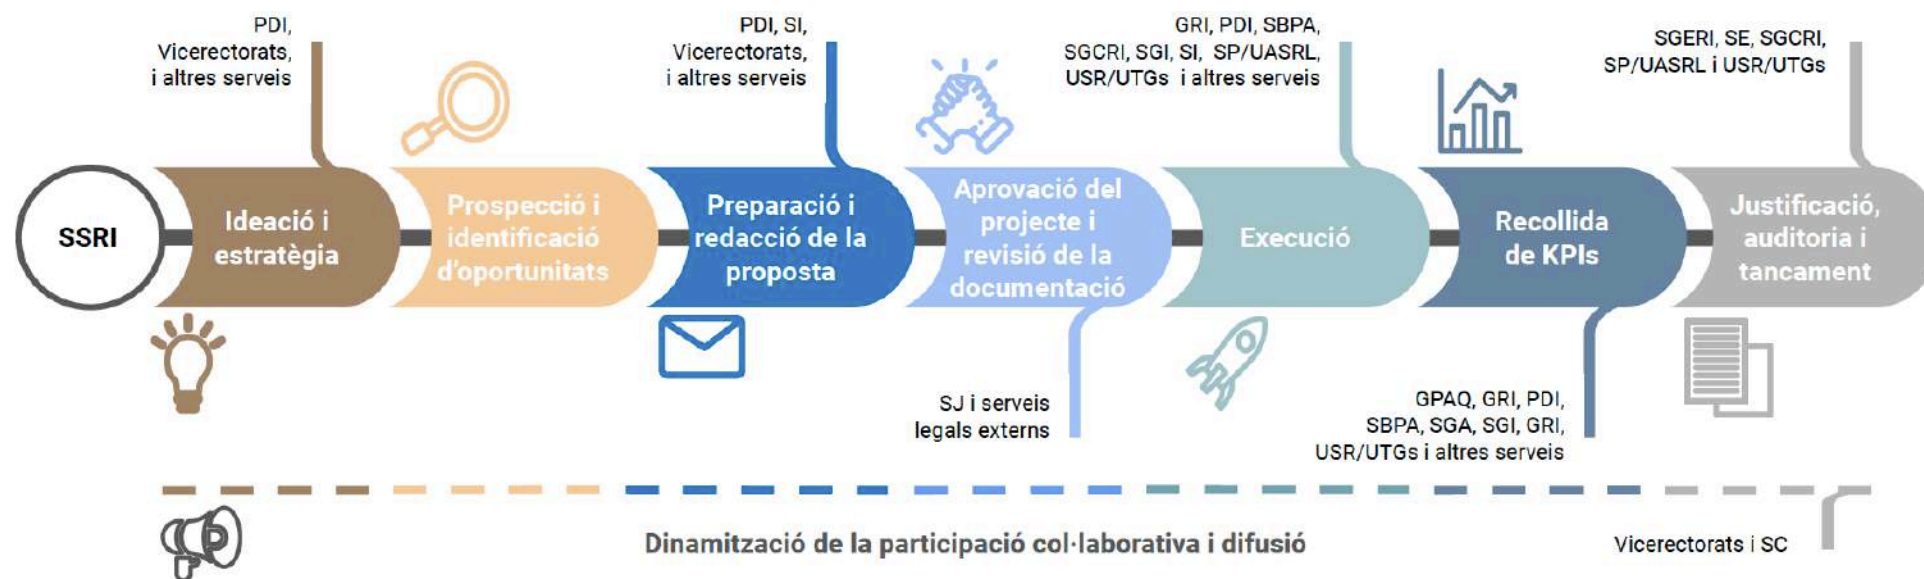 PDI,
Vicerectorats,
i altres serveis
PDI, SI,
Vicerectorats,
i altres serveis
GRI, PDI, SBPA,
SGCRI, SGI, SI, SP/UASRL,
USR/UTGs i altres serveis
SGERI, SE, SGCRI,
SP/UASRL i USR/UTGs
SSRI
Ideació i
estratègia
Prospecció i
identificació
d'oportunitats
Preparació i
redacció de la
proposta
Aprovació del
projecte i
revisió de la
documentació
Execució
Recollida
de KPIs
Justificació,
auditoria i
tancament
SJ i serveis
legals externs
GPAQ, GRI, PDI,
SBPA, SGA, SGI, GRI,
USR/UTGs i altres serveis
Dinamització de la participació col·laborativa i difusió
Vicerectorats i SC